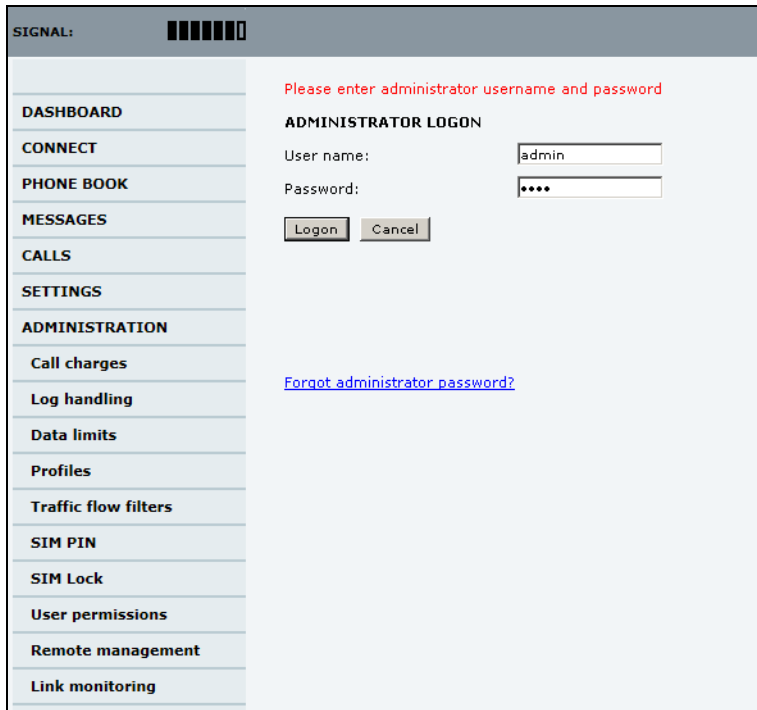 SIGNAL:
Please enter administrator username and password
ADMINISTRATOR LOGON
User name: admin
Password: ••••
Logon Cancel
Forgot administrator password?
DASHBOARD
CONNECT
PHONE BOOK
MESSAGES
CALLS
SETTINGS
ADMINISTRATION
Call charges
Log handling
Data limits
Profiles
Traffic flow filters
SIM PIN
SIM Lock
User permissions
Remote management
Link monitoring